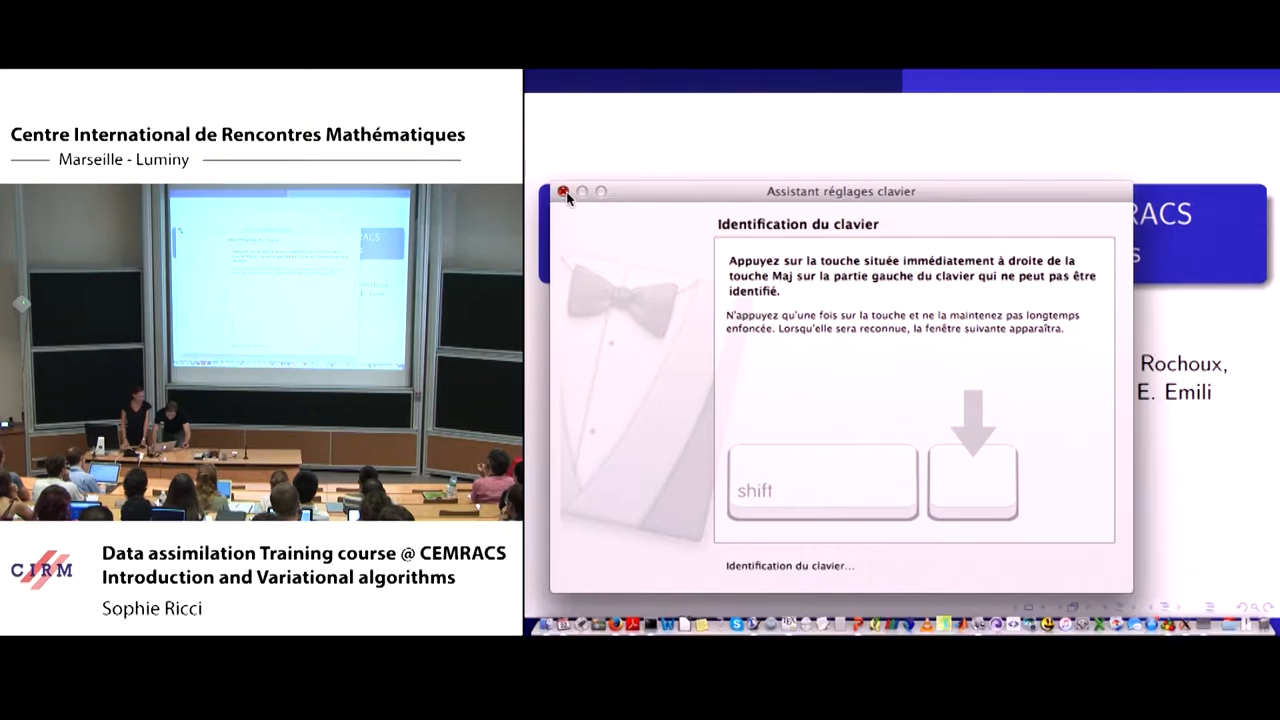 Centre International de Rencontres Mathématiques
Marseille - Luminy
CIRM
Data assimilation Training course @ CEMRACS
Introduction and Variational algorithms
Sophie Ricci
Assistant réglages clavier
Identification du clavier
Appuyez sur la touche située immédiatement à droite de la
touche Maj sur la partie gauche du clavier qui ne peut pas être
identifié.
N'appuyez qu'une fois sur la touche et ne la maintenez pas longtemps
enfoncée. Lorsqu'elle sera reconnue, la fenêtre suivante apparaîtra.
shift
Identification du clavier...
RACS
s
Rochoux,
E. Emili